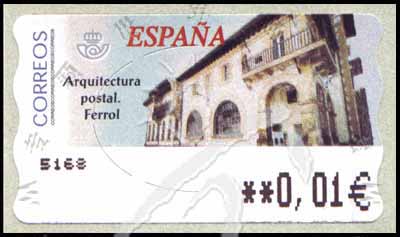 ESPAÑA
CORREOS
Arquitectura
postal.
Ferrol
5168
**0,01€